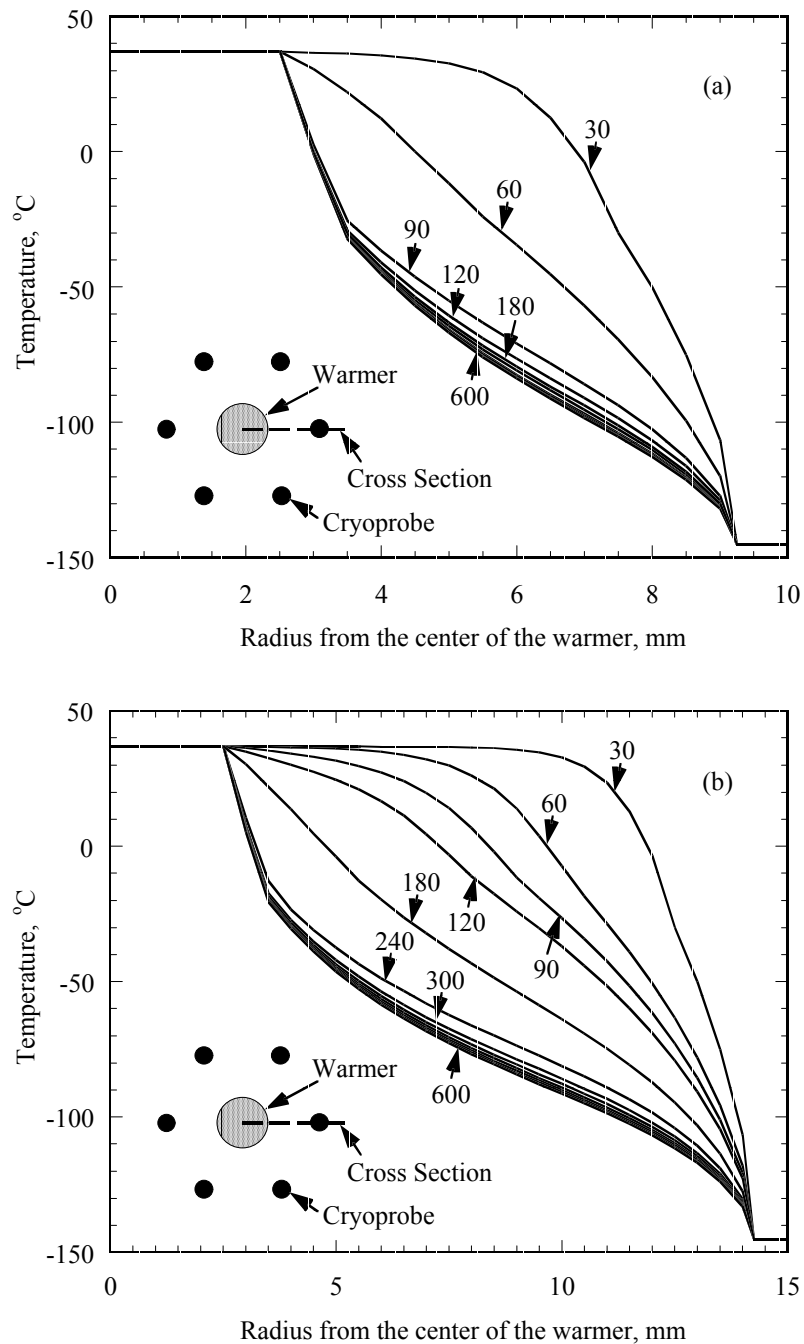 50
(a)
30
0
60
90
120
180
-50
600
Temperature, °C
Warmer
-100
Cross Section
Cryoprobe
-150
0 2 4 6 8 10
Radius from the center of the warmer, mm
50
30
(b)
60
0
180
120
240
90
300
-50
600
Temperature, °C
Warmer
-100
Cross Section
Cryoprobe
-150
0 5 10 15
Radius from the center of the warmer, mm